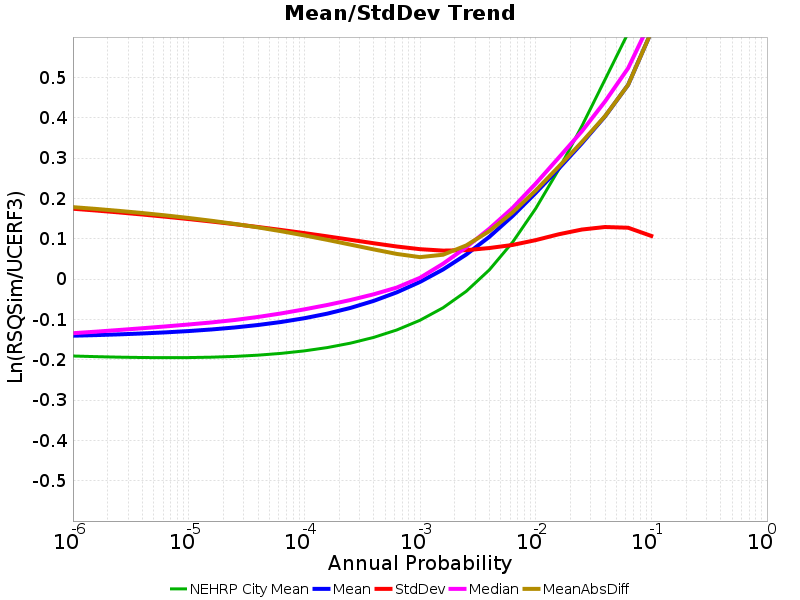 Mean/StdDev Trend
Ln(RSQSim/UCERF3)
0.5
0.4
0.3
0.2
0.1
0
-0.1
-0.2
-0.3
-0.4
-0.5
10^-6 10^-5 10^-4 10^-3 10^-2 10^-1 10^0
Annual Probability
NEHRP City Mean Mean StdDev Median MeanAbsDiff